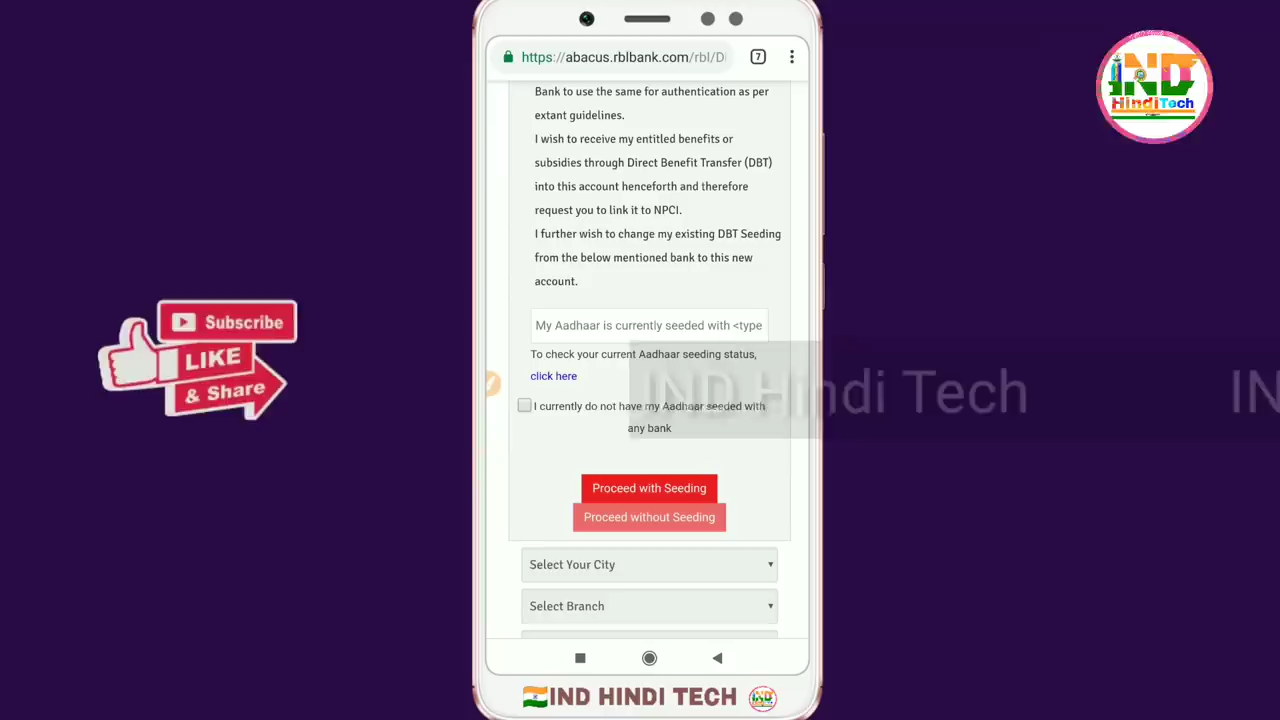 https://abacus.rblbank.com/rbl/D
7
IND
HindiTech
Bank to use the same for authentication as per
extant guidelines.
I wish to receive my entitled benefits or
subsidies through Direct Benefit Transfer (DBT)
into this account henceforth and therefore
request you to link it to NPCI.
I further wish to change my existing DBT Seeding
from the below mentioned bank to this new
account.
My Aadhaar is currently seeded with <type
To check your current Aadhaar seeding status,
click here
I currently do not have my Aadhaar seeded with
any bank
Subscribe
LIKE
& Share
IND Hindi Tech
IN
Proceed with Seeding
Proceed without Seeding
Select Your City
Select Branch
IND HINDI TECH
IND